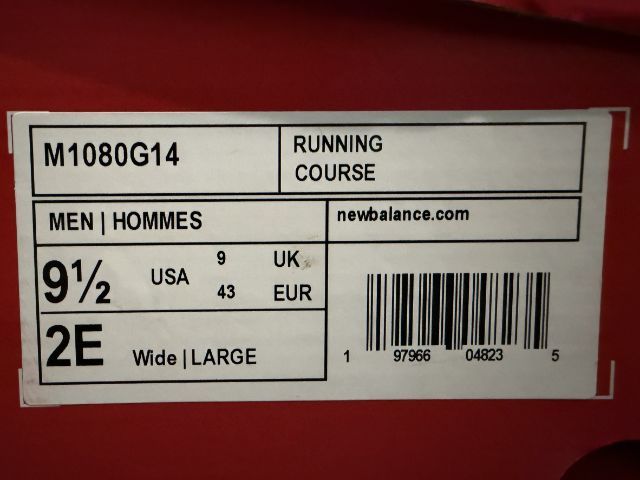 M1080G14
RUNNING
COURSE
MEN | HOMMES
newbalance.com
9½ USA 9 UK
43 EUR
2E Wide | LARGE
1 97966 04823 5